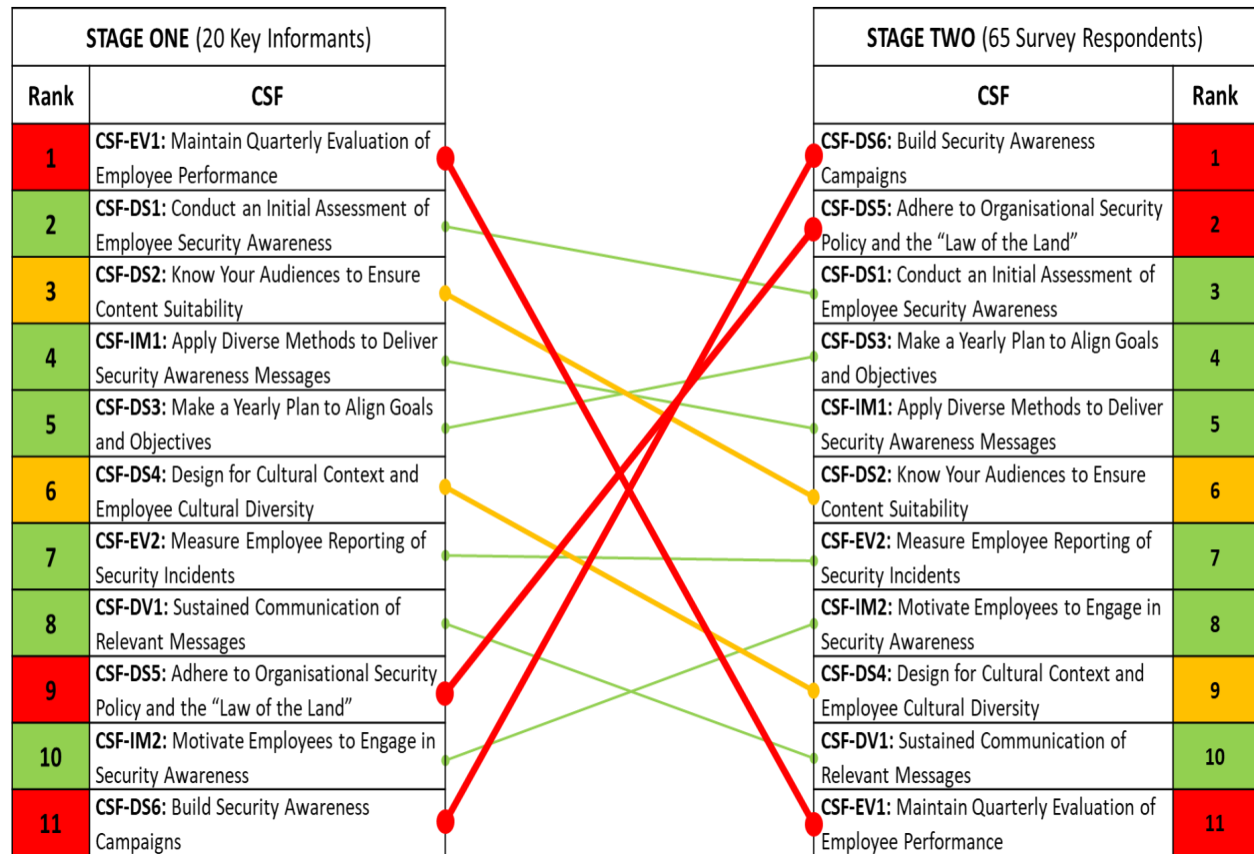 STAGE ONE (20 Key Informants)
Rank CSF
1 CSF-EV1: Maintain Quarterly Evaluation of
Employee Performance
2 CSF-DS1: Conduct an Initial Assessment of
Employee Security Awareness
3 CSF-DS2: Know Your Audiences to Ensure
Content Suitability
4 CSF-IM1: Apply Diverse Methods to Deliver
Security Awareness Messages
5 CSF-DS3: Make a Yearly Plan to Align Goals
and Objectives
6 CSF-DS4: Design for Cultural Context and
Employee Cultural Diversity
7 CSF-EV2: Measure Employee Reporting of
Security Incidents
8 CSF-DV1: Sustained Communication of
Relevant Messages
9 CSF-DS5: Adhere to Organisational Security
Policy and the “Law of the Land”
10 CSF-IM2: Motivate Employees to Engage in
Security Awareness
11 CSF-DS6: Build Security Awareness
Campaigns
STAGE TWO (65 Survey Respondents)
CSF Rank
CSF-DS6: Build Security Awareness
Campaigns 1
CSF-DS5: Adhere to Organisational Security
Policy and the “Law of the Land” 2
CSF-DS1: Conduct an Initial Assessment of
Employee Security Awareness 3
CSF-DS3: Make a Yearly Plan to Align Goals
and Objectives 4
CSF-IM1: Apply Diverse Methods to Deliver
Security Awareness Messages 5
CSF-DS2: Know Your Audiences to Ensure
Content Suitability 6
CSF-EV2: Measure Employee Reporting of
Security Incidents 7
CSF-IM2: Motivate Employees to Engage in
Security Awareness 8
CSF-DS4: Design for Cultural Context and
Employee Cultural Diversity 9
CSF-DV1: Sustained Communication of
Relevant Messages 10
CSF-EV1: Maintain Quarterly Evaluation of
Employee Performance 11